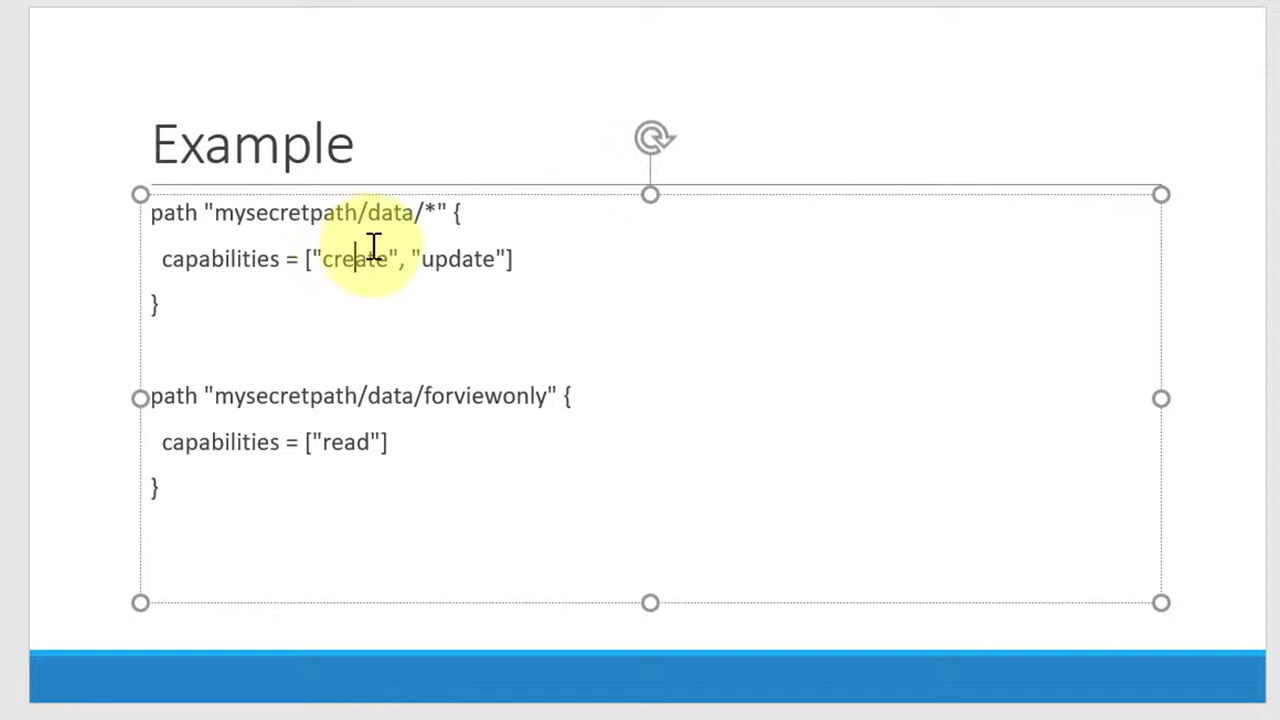 Example
path "mysecretpath/data/*" {
capabilities = ["create", "update"]
}
path "mysecretpath/data/forviewonly" {
capabilities = ["read"]
}